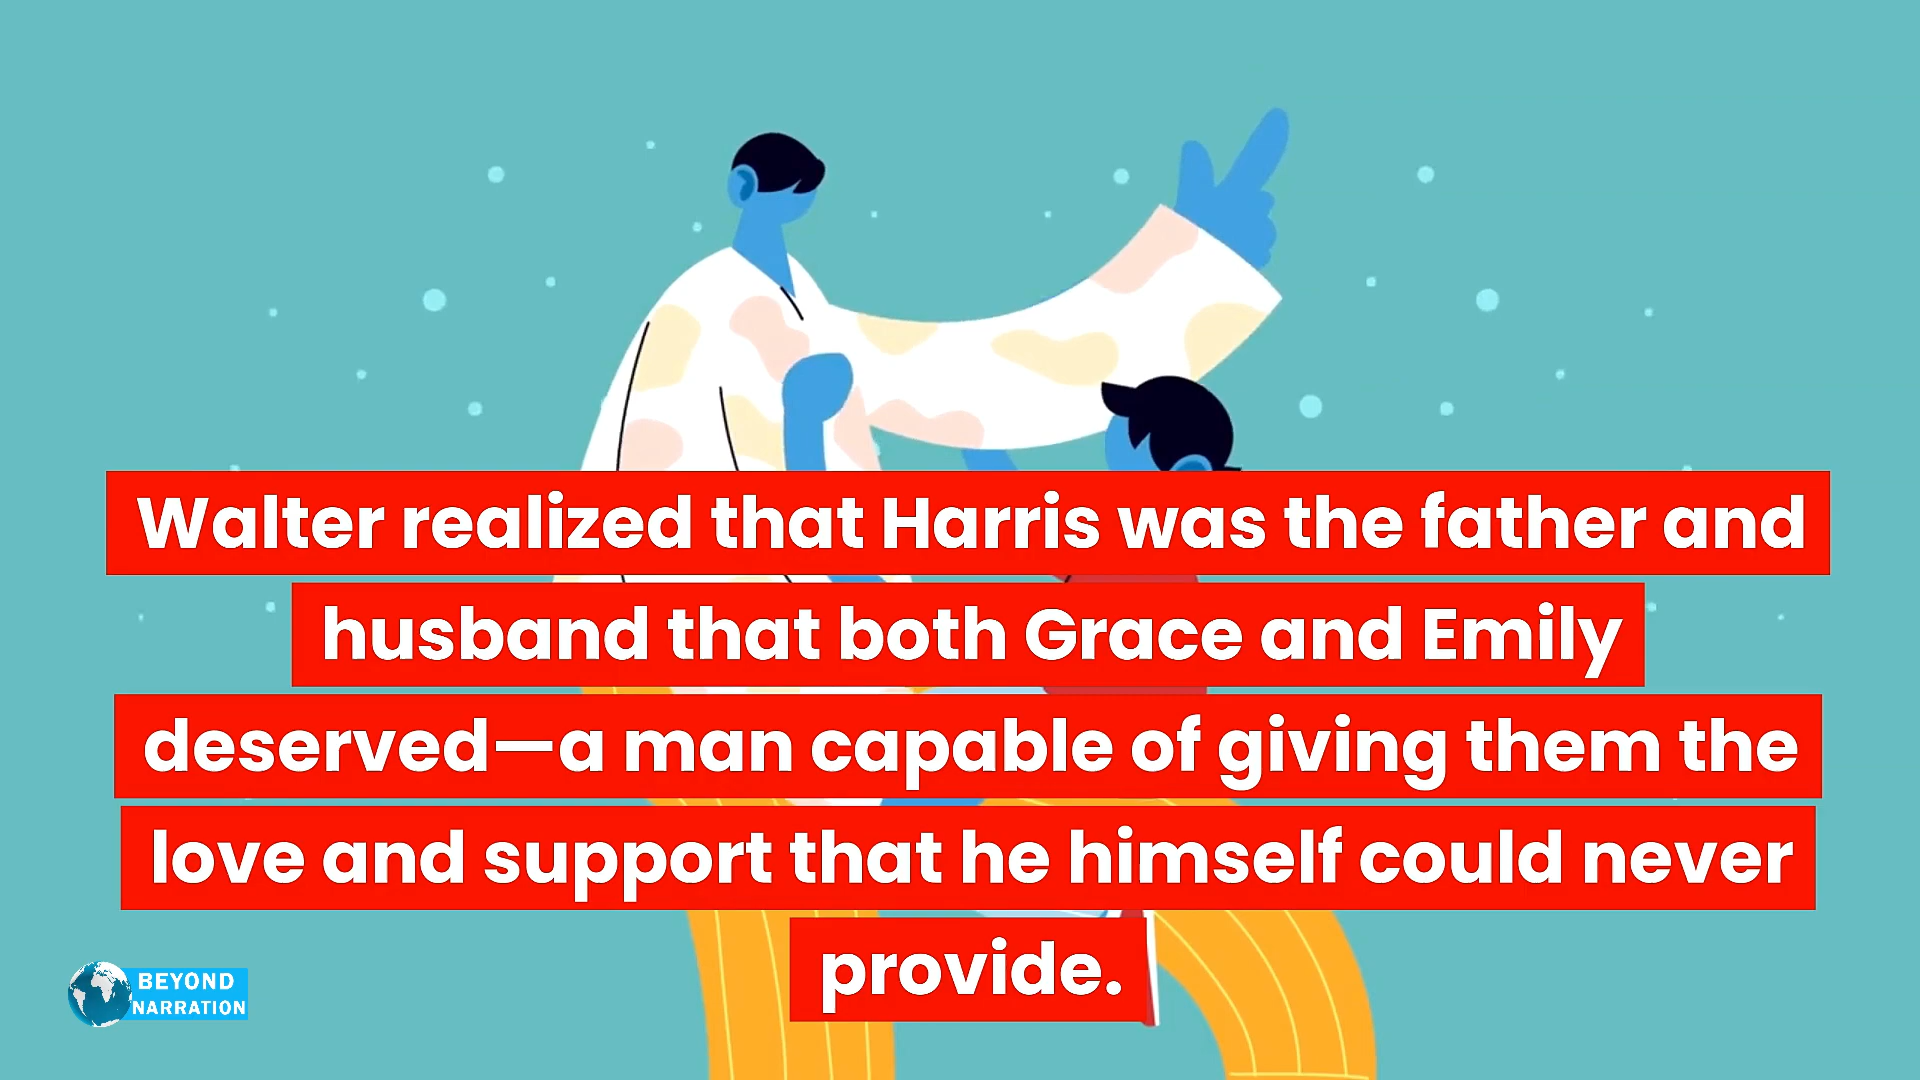 Walter realized that Harris was the father and
husband that both Grace and Emily
deserved—a man capable of giving them the
love and support that he himself could never
provide.
BEYOND
NARRATION